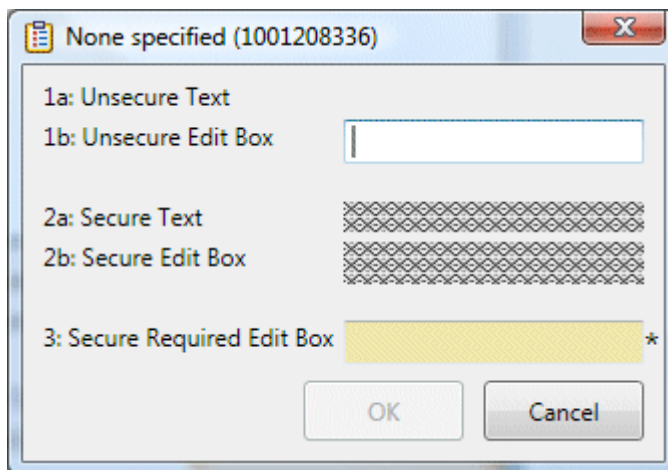 None specified (1001208336)
1a: Unsecure Text
1b: Unsecure Edit Box
2a: Secure Text
2b: Secure Edit Box
3: Secure Required Edit Box *
OK Cancel